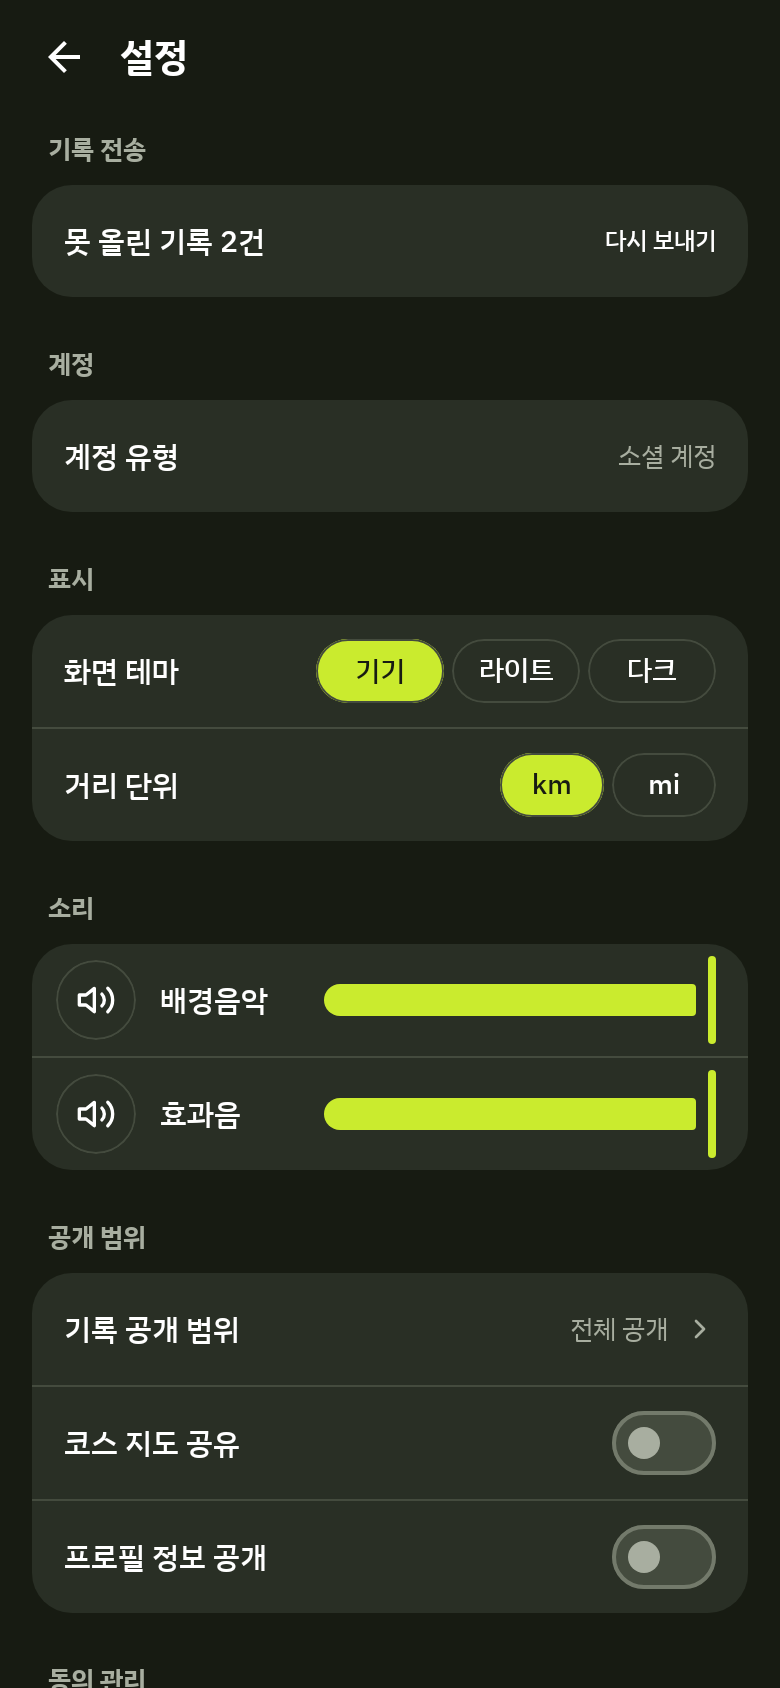 설정
기록 전송
못 올린 기록 2건 다시 보내기
계정
계정 유형 소셜 계정
표시
화면 테마 기기 라이트 다크
거리 단위 km mi
소리
배경음악
효과음
공개 범위
기록 공개 범위 전체 공개
코스 지도 공유
프로필 정보 공개
동의 관리